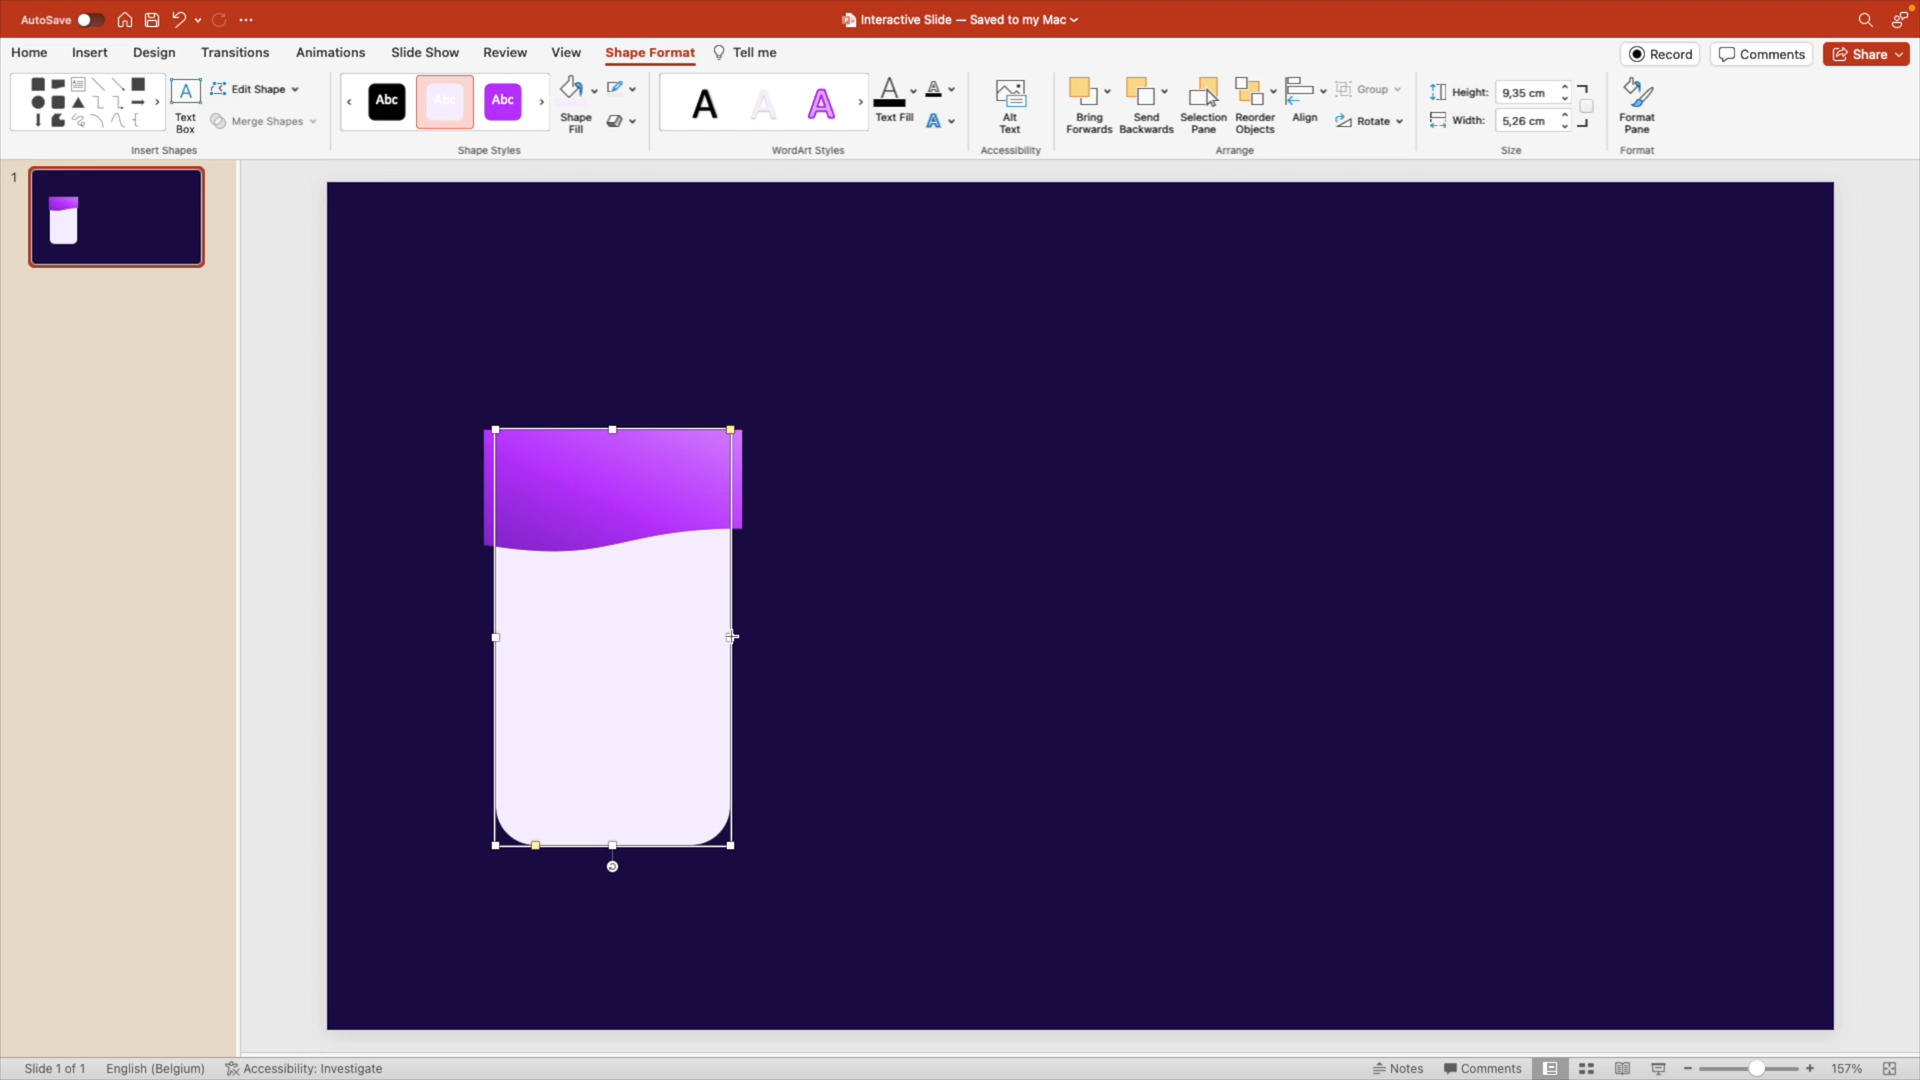 AutoSave
Interactive Slide — Saved to my Mac
Home Insert Design Transitions Animations Slide Show Review View Shape Format Tell me
Record Comments Share
Text Box
Edit Shape
Merge Shapes
Insert Shapes
Abc Abc Abc
Shape Fill
Shape Styles
A A A
Text Fill
WordArt Styles
Alt Text
Accessibility
Bring Forwards
Send Backwards
Selection Pane
Reorder Objects
Align
Group
Rotate
Arrange
Height: 9,35 cm
Width: 5,26 cm
Size
Format Pane
Format
1
Slide 1 of 1 English (Belgium) Accessibility: Investigate
Notes Comments 157%